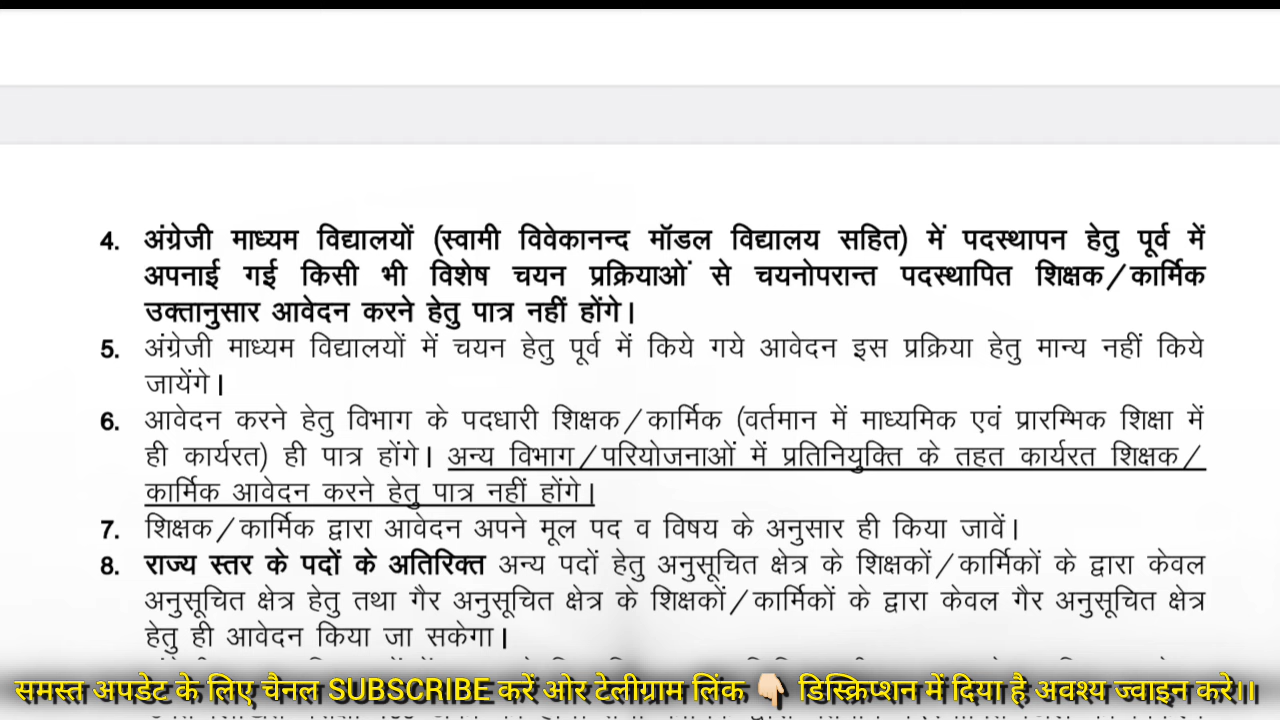 4. अंग्रेजी माध्यम विद्यालयों (स्वामी विवेकानन्द मॉडल विद्यालय सहित) में पदस्थापन हेतु पूर्व में
अपनाई गई किसी भी विशेष चयन प्रक्रियाओं से चयनोपरान्त पदस्थापित शिक्षक/कार्मिक
उक्तानुसार आवेदन करने हेतु पात्र नहीं होंगे।
5. अंग्रेजी माध्यम विद्यालयों में चयन हेतु पूर्व में किये गये आवेदन इस प्रक्रिया हेतु मान्य नहीं किये
जायेंगे।
6. आवेदन करने हेतु विभाग के पदधारी शिक्षक/कार्मिक (वर्तमान में माध्यमिक एवं प्रारम्भिक शिक्षा में
ही कार्यरत) ही पात्र होंगे। अन्य विभाग/परियोजनाओं में प्रतिनियुक्ति के तहत कार्यरत शिक्षक/
कार्मिक आवेदन करने हेतु पात्र नहीं होंगे।
7. शिक्षक/कार्मिक द्वारा आवेदन अपने मूल पद व विषय के अनुसार ही किया जावें।
8. राज्य स्तर के पदों के अतिरिक्त अन्य पदों हेतु अनुसूचित क्षेत्र के शिक्षकों/कार्मिकों के द्वारा केवल
अनुसूचित क्षेत्र हेतु तथा गैर अनुसूचित क्षेत्र के शिक्षकों/कार्मिकों के द्वारा केवल गैर अनुसूचित क्षेत्र
हेतु ही आवेदन किया जा सकेगा।
समस्त अपडेट के लिए चैनल SUBSCRIBE करें ओर टेलीग्राम लिंक 👇🏻 डिस्क्रिप्शन में दिया है अवश्य ज्वाइन करे।।